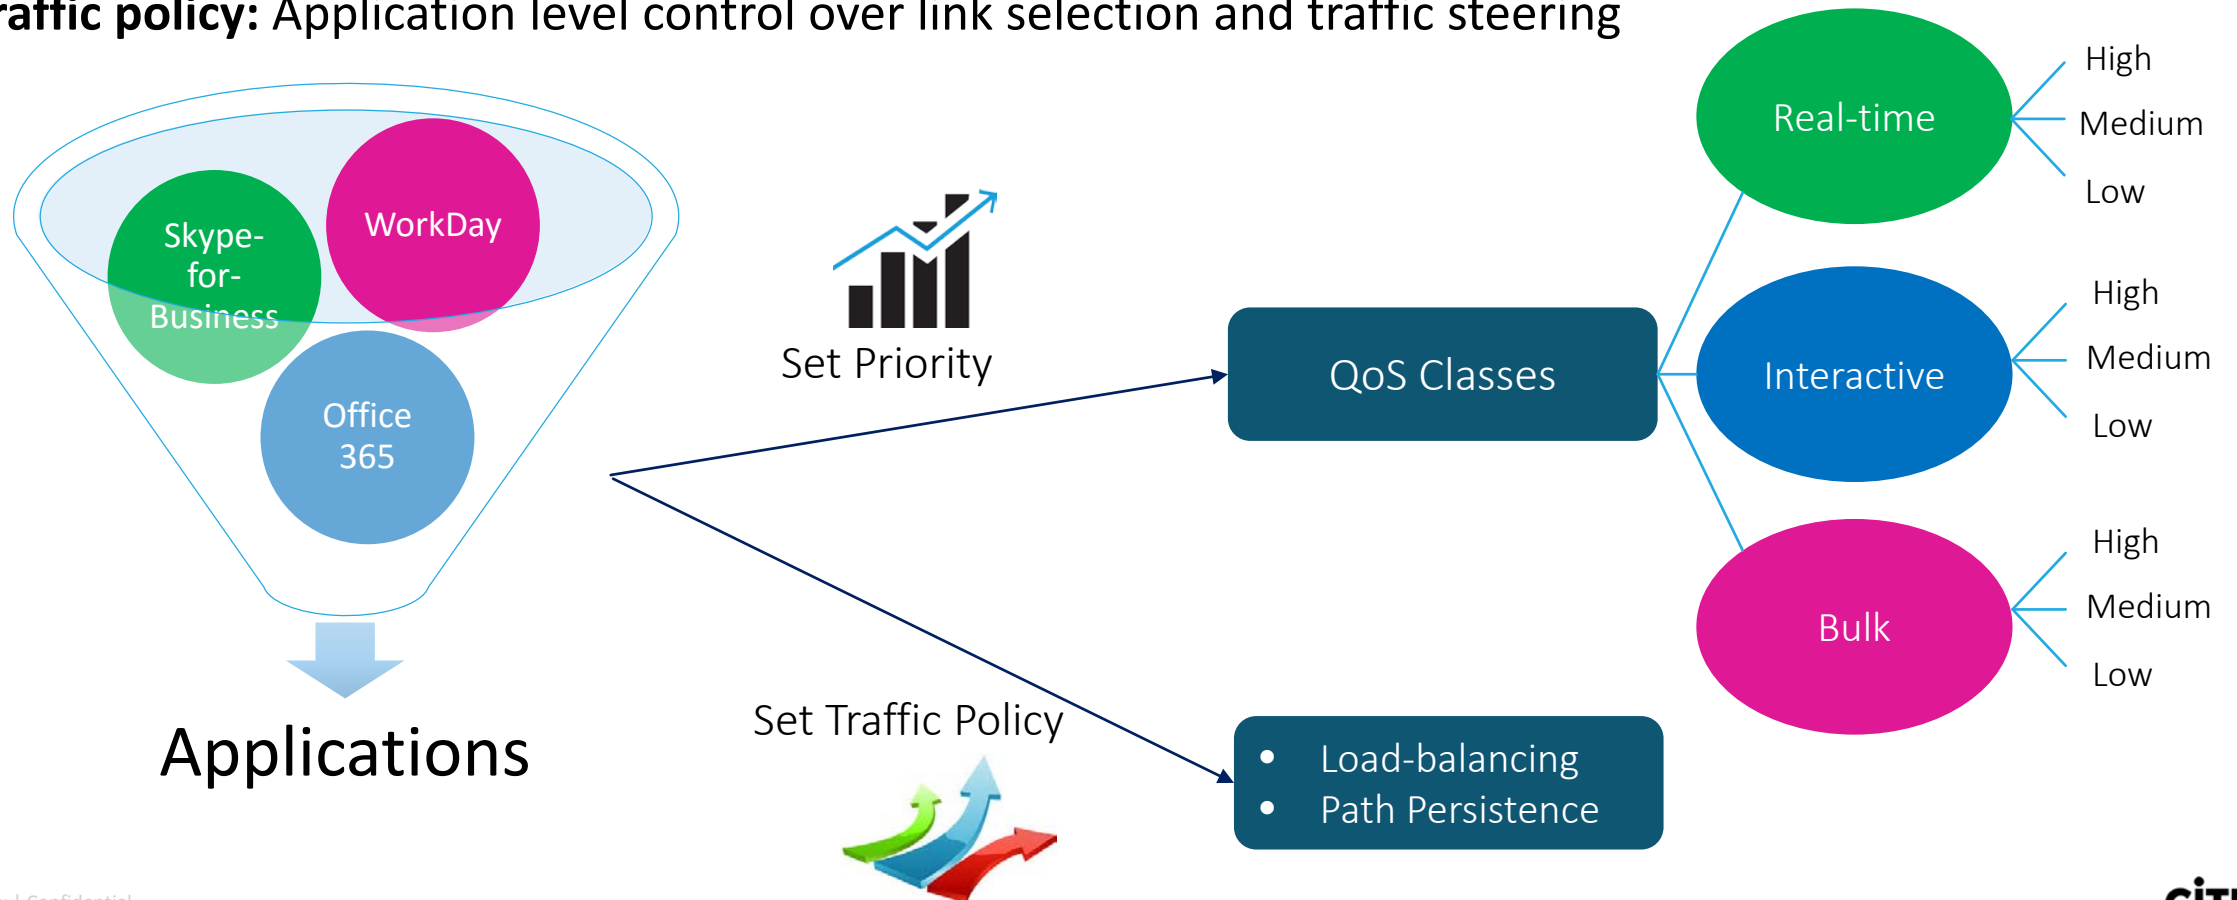 raffic policy: Application level control over link selection and traffic steering
Skype-
for-
Business
WorkDay
Office
365
Applications
Set Priority
Set Traffic Policy
QoS Classes
Load-balancing
Path Persistence
Real-time
High
Medium
Low
Interactive
High
Medium
Low
Bulk
High
Medium
Low